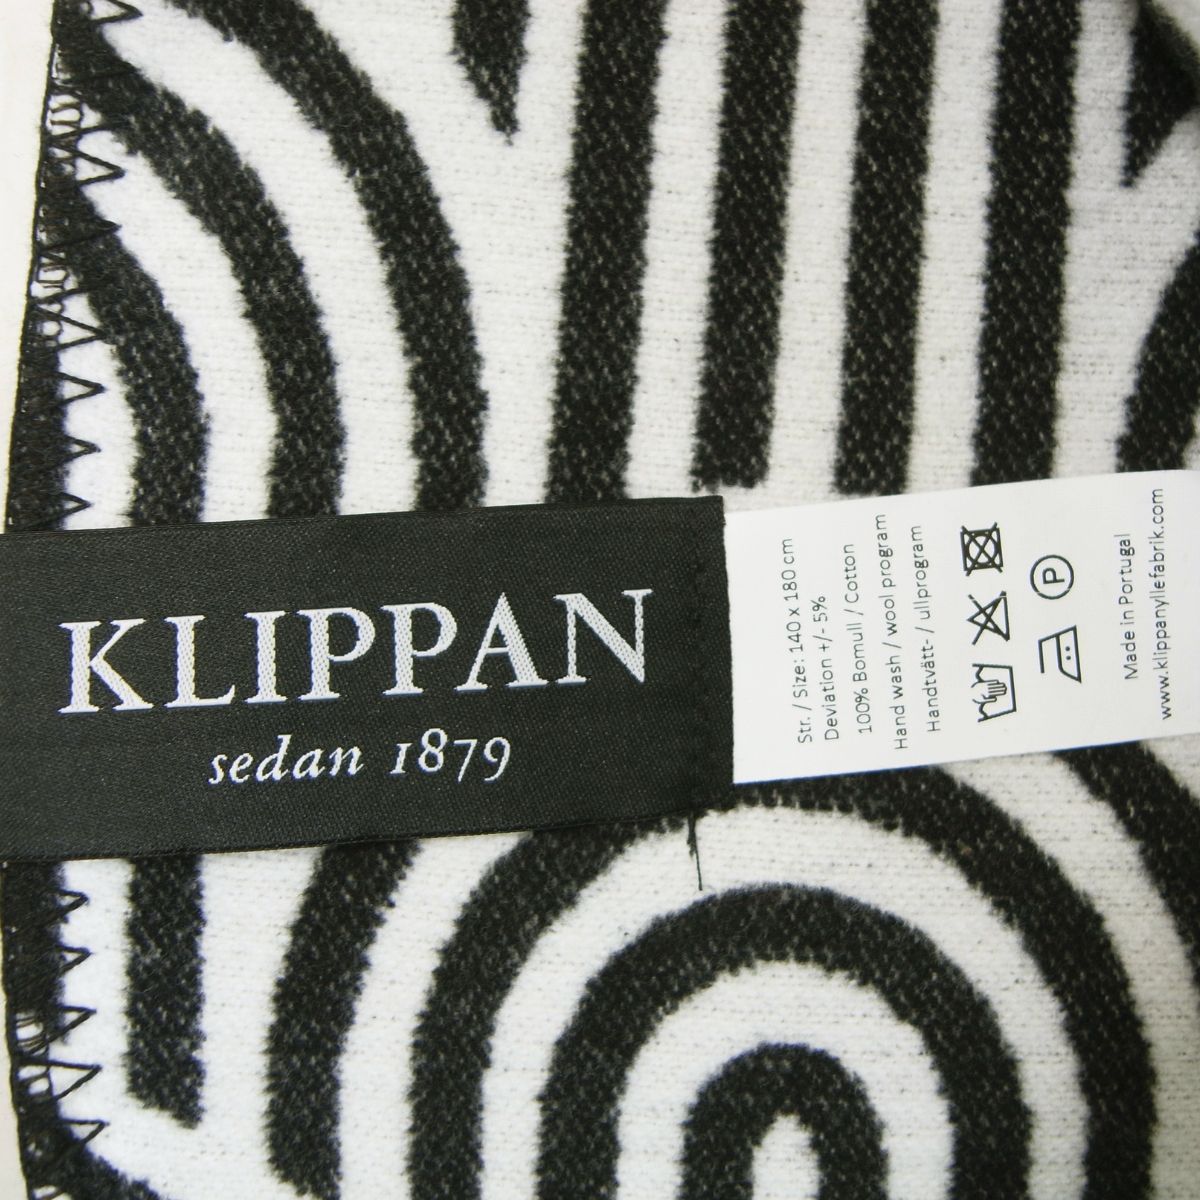 KLIPPAN
sedan 1879
Str. / Size: 140 x 180 cm
Deviation +/- 5%
100% Bomull / Cotton
Hand wash / wool program
Handtvätt- / ullprogram
P
Made in Portugal
www.klippanyllefabrik.com